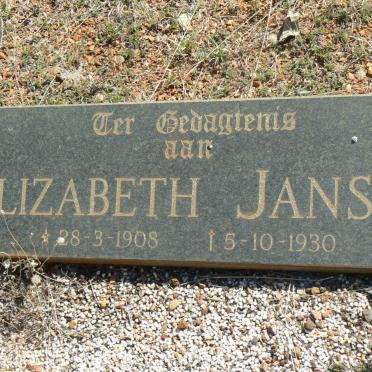 Ter Gedagtenis
aan
LIZABETH JANS
* 28-3-1908 † 5-10-1930